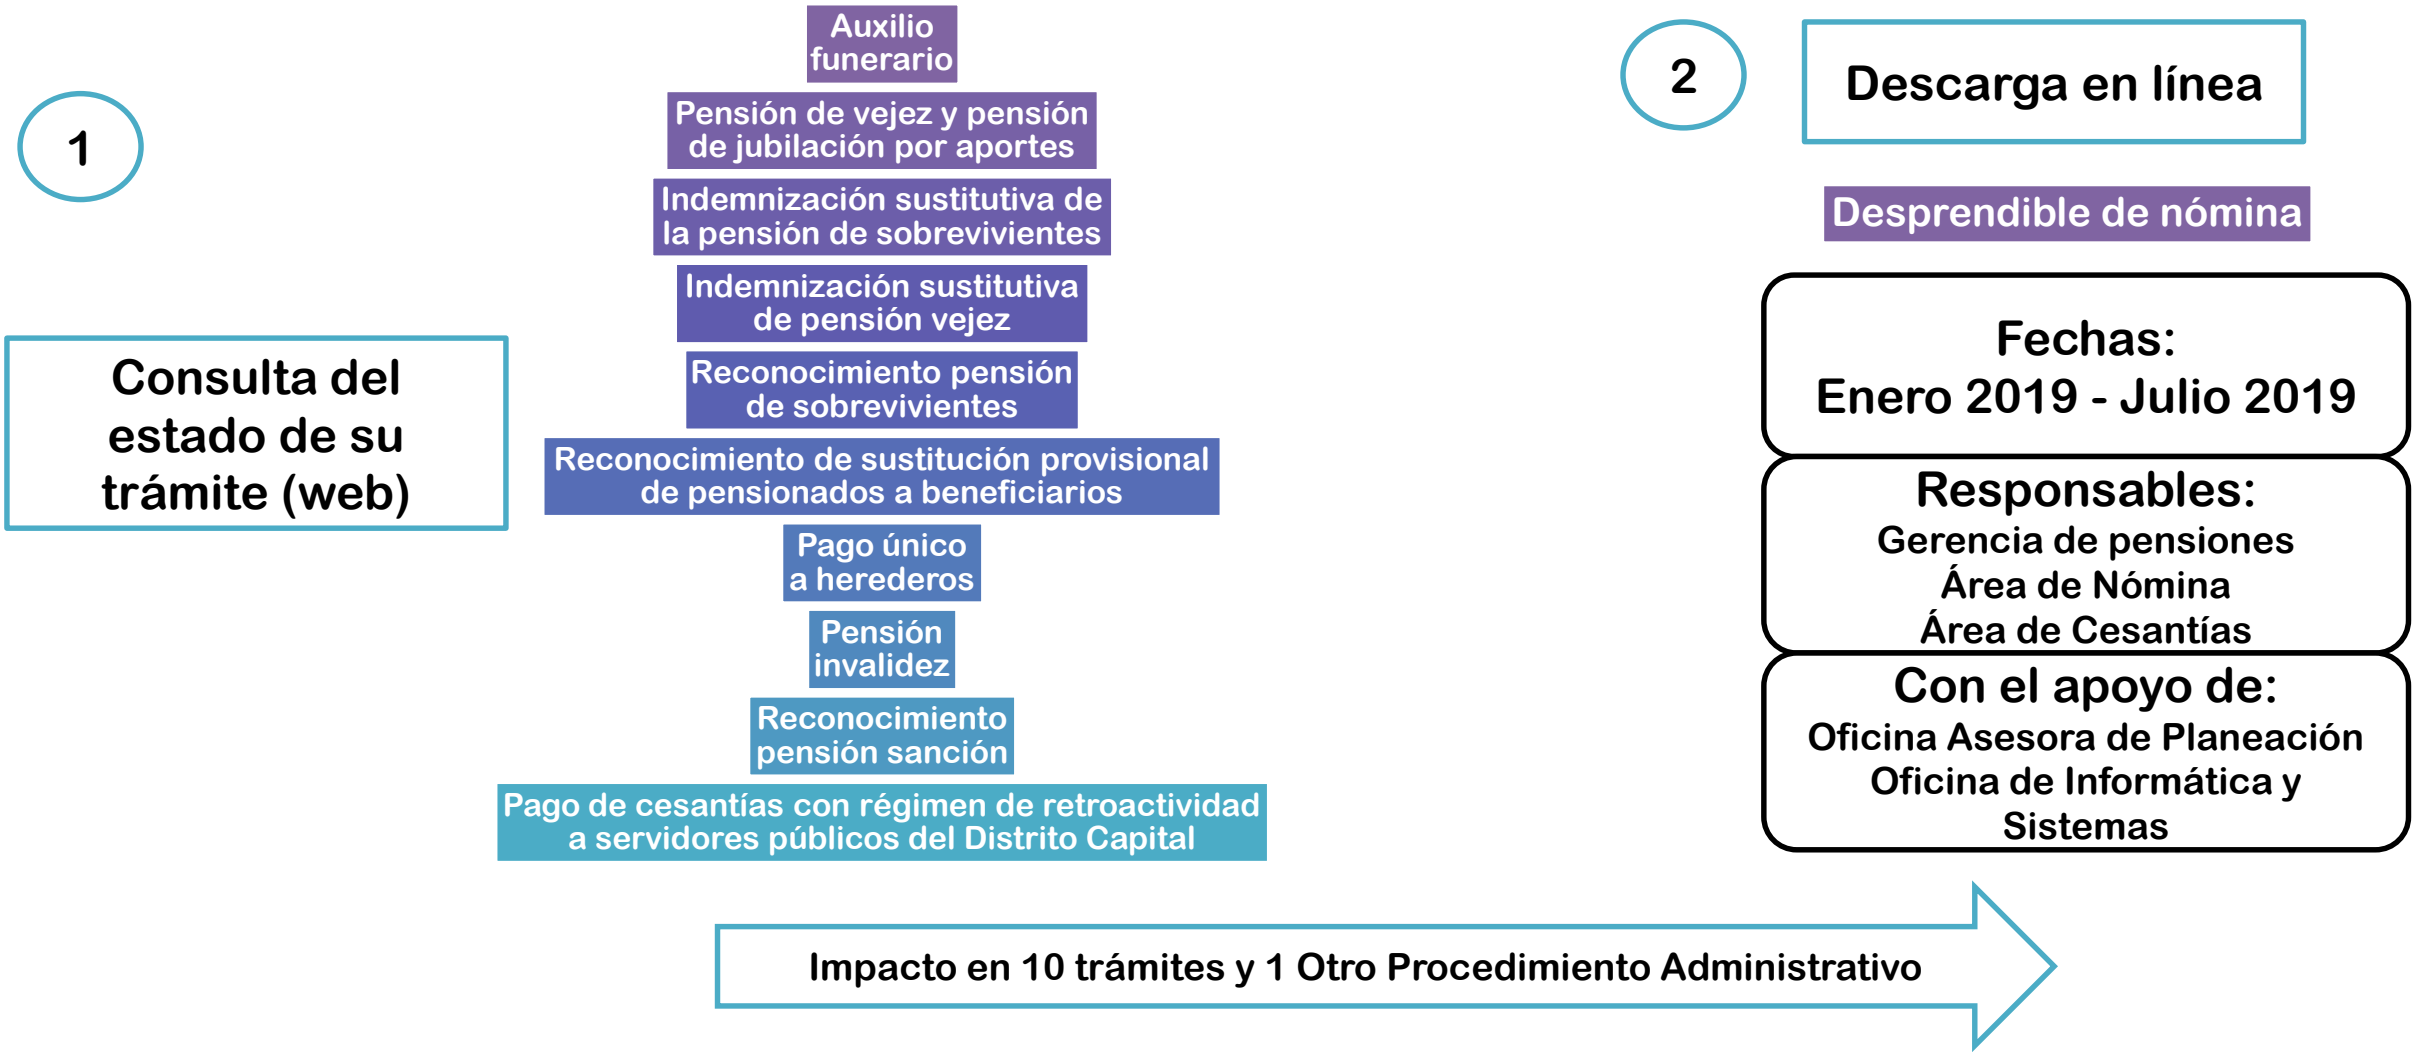 1
Consulta del
estado de su
trámite (web)
Auxilio
funerario
Pensión de vejez y pensión
de jubilación por aportes
Indemnización sustitutiva de
la pensión de sobrevivientes
Indemnización sustitutiva
de pensión vejez
Reconocimiento pensión
de sobrevivientes
Reconocimiento de sustitución provisional
de pensionados a beneficiarios
Pago único
a herederos
Pensión
invalidez
Reconocimiento
pensión sanción
Pago de cesantías con régimen de retroactividad
a servidores públicos del Distrito Capital
2
Descarga en línea
Desprendible de nómina
Fechas:
Enero 2019 - Julio 2019
Responsables:
Gerencia de pensiones
Área de Nómina
Área de Cesantías
Con el apoyo de:
Oficina Asesora de Planeación
Oficina de Informática y
Sistemas
Impacto en 10 trámites y 1 Otro Procedimiento Administrativo